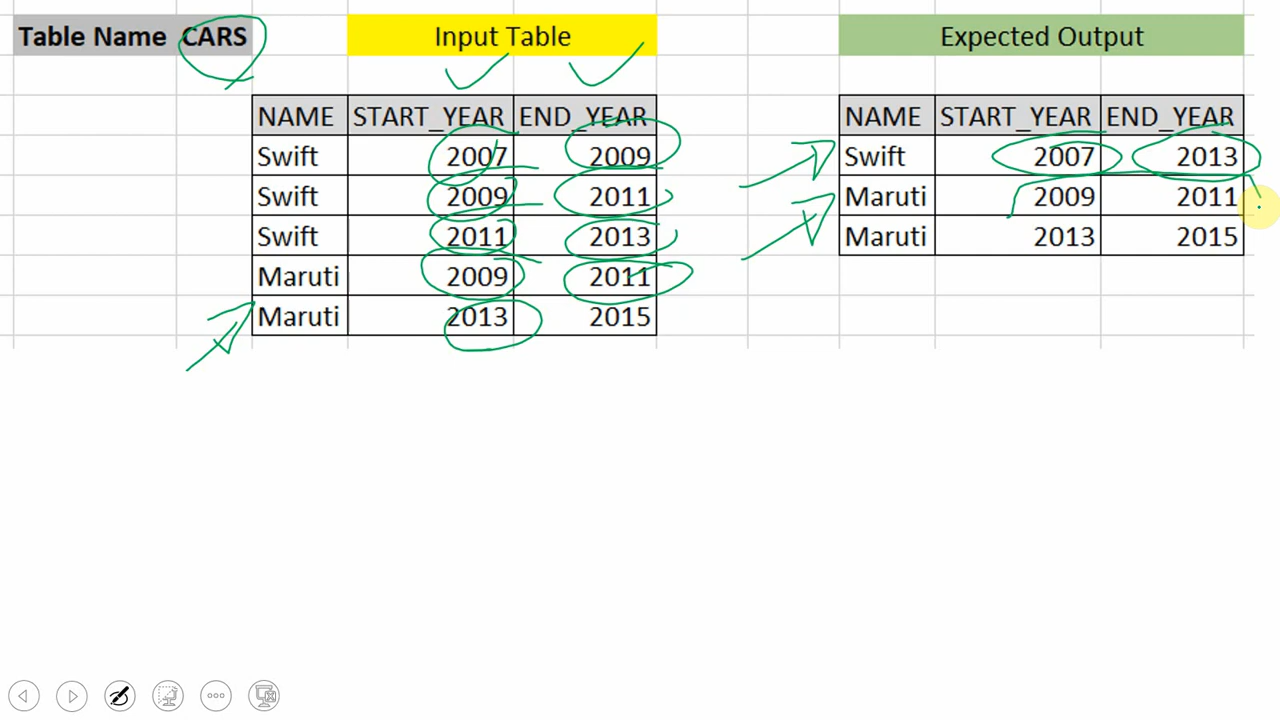 Table Name CARS Input Table Expected Output
NAME START_YEAR END_YEAR NAME START_YEAR END_YEAR
Swift 2007 2009 Swift 2007 2013
Swift 2009 2011 Maruti 2009 2011
Swift 2011 2013 Maruti 2013 2015
Maruti 2009 2011
Maruti 2013 2015